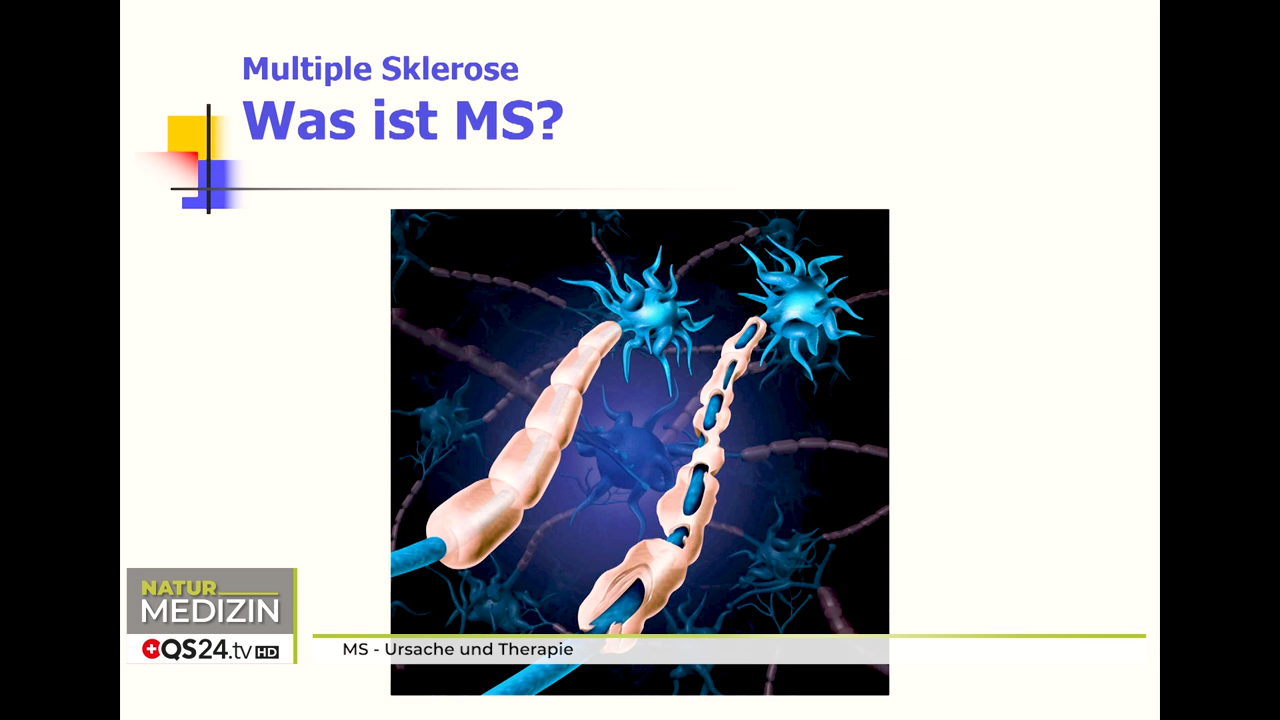 Multiple Sklerose
Was ist MS?
NATUR
MEDIZIN
QS24.tv HD
MS - Ursache und Therapie